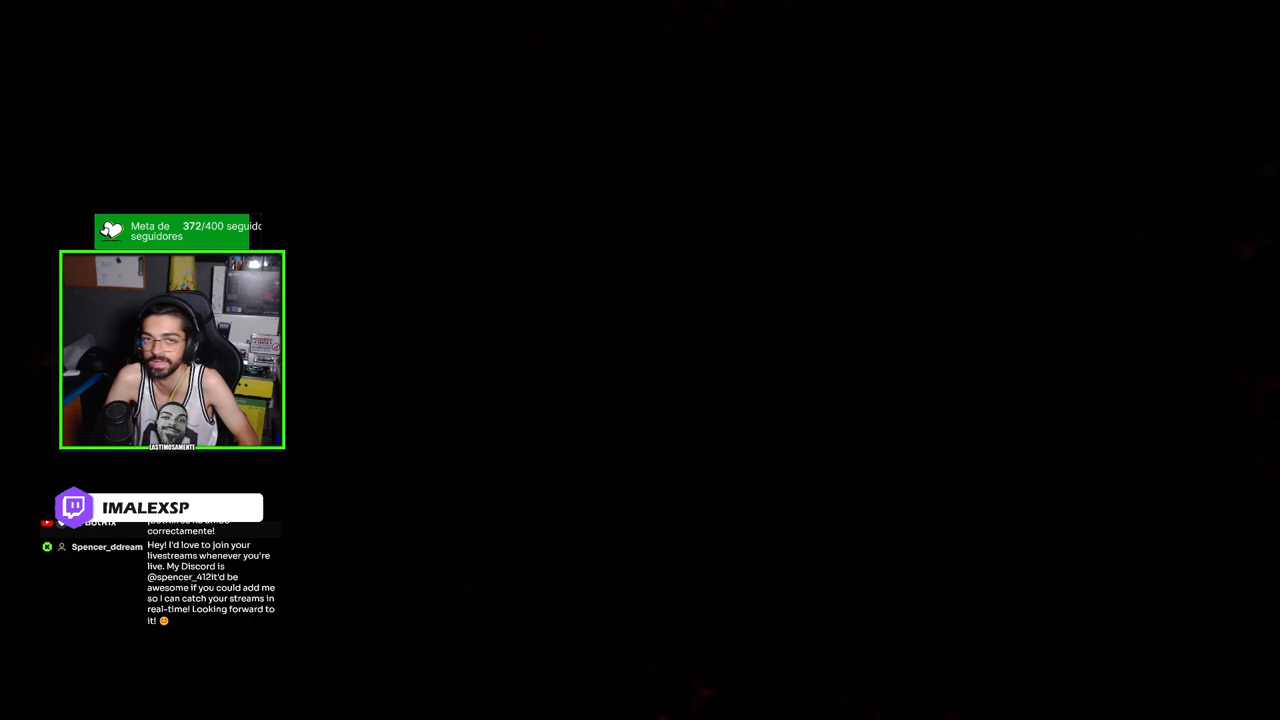 Meta de 372/400 seguido
seguidores
LASTIMOSAMENTE
IMALEXSP
BotRix
correctamente!
Spencer_ddream Hey! I'd love to join your
livestreams whenever you're
live. My Discord is
@spencer_412it'd be
awesome if you could add me
so I can catch your streams in
real-time! Looking forward to
it!